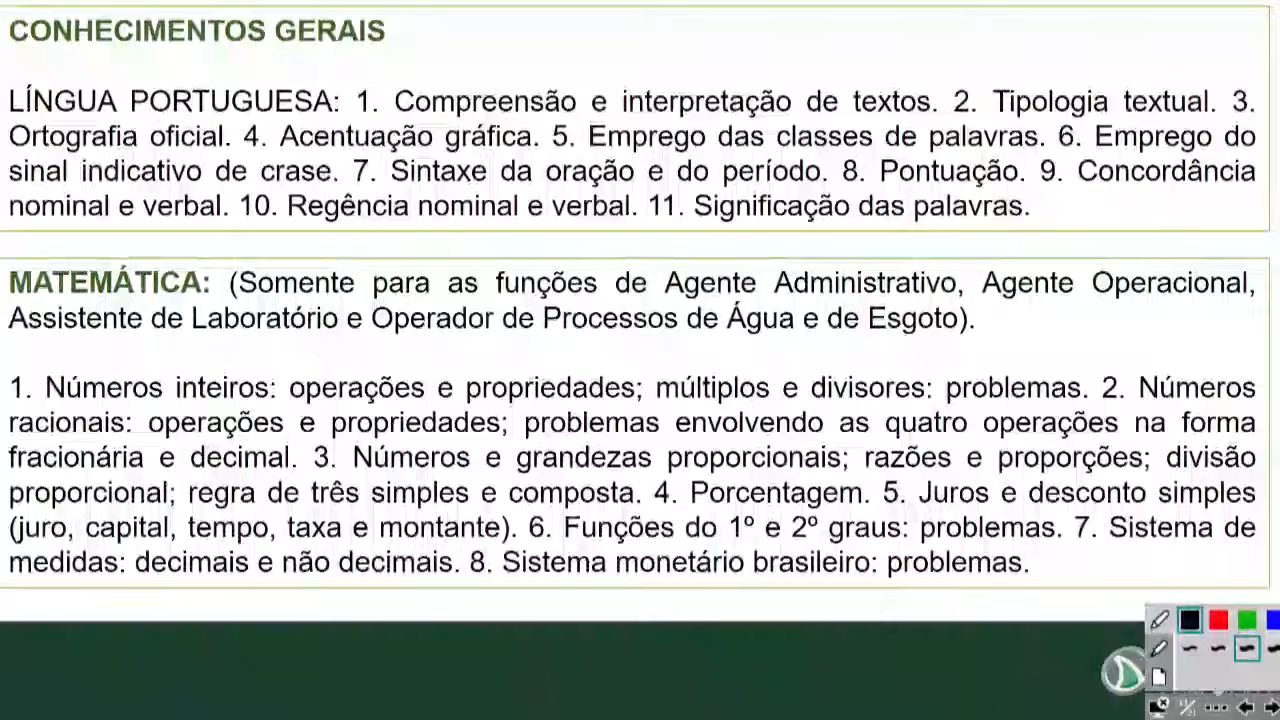 CONHECIMENTOS GERAIS
LÍNGUA PORTUGUESA: 1. Compreensão e interpretação de textos. 2. Tipologia textual. 3.
Ortografia oficial. 4. Acentuação gráfica. 5. Emprego das classes de palavras. 6. Emprego do
sinal indicativo de crase. 7. Sintaxe da oração e do período. 8. Pontuação. 9. Concordância
nominal e verbal. 10. Regência nominal e verbal. 11. Significação das palavras.
MATEMÁTICA: (Somente para as funções de Agente Administrativo, Agente Operacional,
Assistente de Laboratório e Operador de Processos de Água e de Esgoto).
1. Números inteiros: operações e propriedades; múltiplos e divisores: problemas. 2. Números
racionais: operações e propriedades; problemas envolvendo as quatro operações na forma
fracionária e decimal. 3. Números e grandezas proporcionais; razões e proporções; divisão
proporcional; regra de três simples e composta. 4. Porcentagem. 5. Juros e desconto simples
(juro, capital, tempo, taxa e montante). 6. Funções do 1º e 2º graus: problemas. 7. Sistema de
medidas: decimais e não decimais. 8. Sistema monetário brasileiro: problemas.